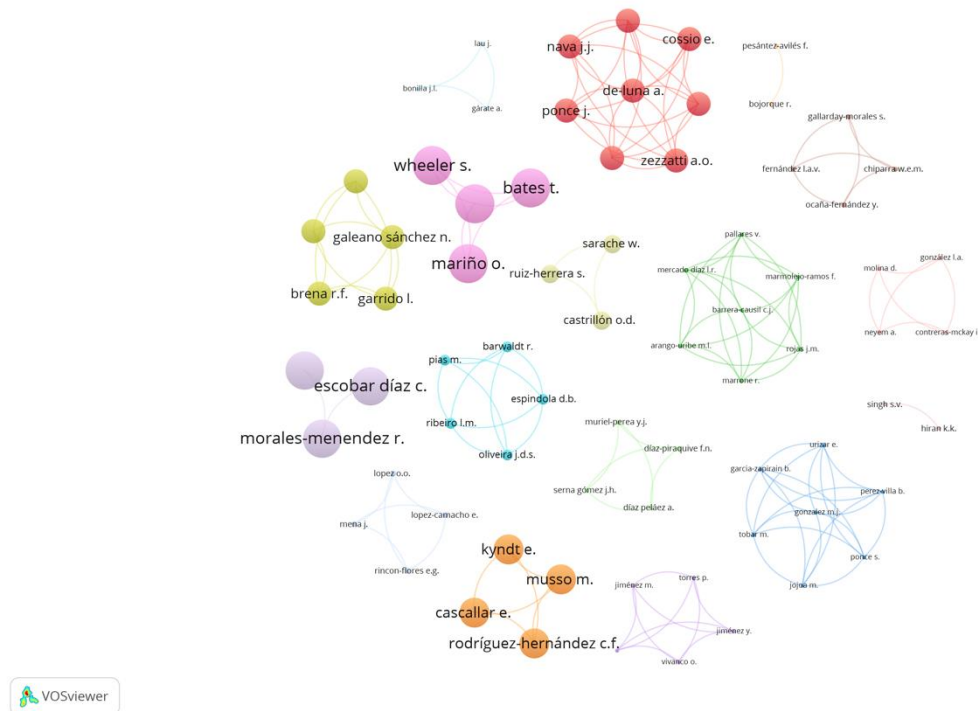 lau j.
bonilla j.l.
gárate a.
nava j.j.
cossio e.
de-luna a.
ponce j.
zezzatti a.o.
pesántez-avilés f.
bojorque r.
gallarday-morales s.
fernández l.a.v.
chiparra w.e.m.
ocaña-fernández y.
wheeler s.
bates t.
mariño o.
galeano sánchez n.
brena r.f.
garrido l.
sarache w.
ruiz-herrera s.
castrillón o.d.
pallares v.
mercado díaz l.r.
marmolejo-ramos f.
barrera-causil c.j.
arango-uribe m.l.
rojas j.m.
marrone r.
gonzález l.a.
molina d.
neyem a.
contreras-mckay i.
escobar díaz c.
morales-menendez r.
barwaldt r.
pias m.
espindola d.b.
ribeiro l.m.
oliveira j.d.s.
singh s.v.
hiran k.k.
muriel-perea y.j.
díaz-piraquive f.n.
serna gómez j.h.
díaz peláez a.
urizar e.
garcia-zapirain b.
perez-villa b.
gonzalez m.j.
tobar m.
ponce s.
jojoa m.
lopez o.o.
lopez-camacho e.
mena j.
rincon-flores e.g.
kyndt e.
musso m.
cascallar e.
rodríguez-hernández c.f.
torres p.
jiménez m.
jiménez y.
vivanco o.
VOSviewer